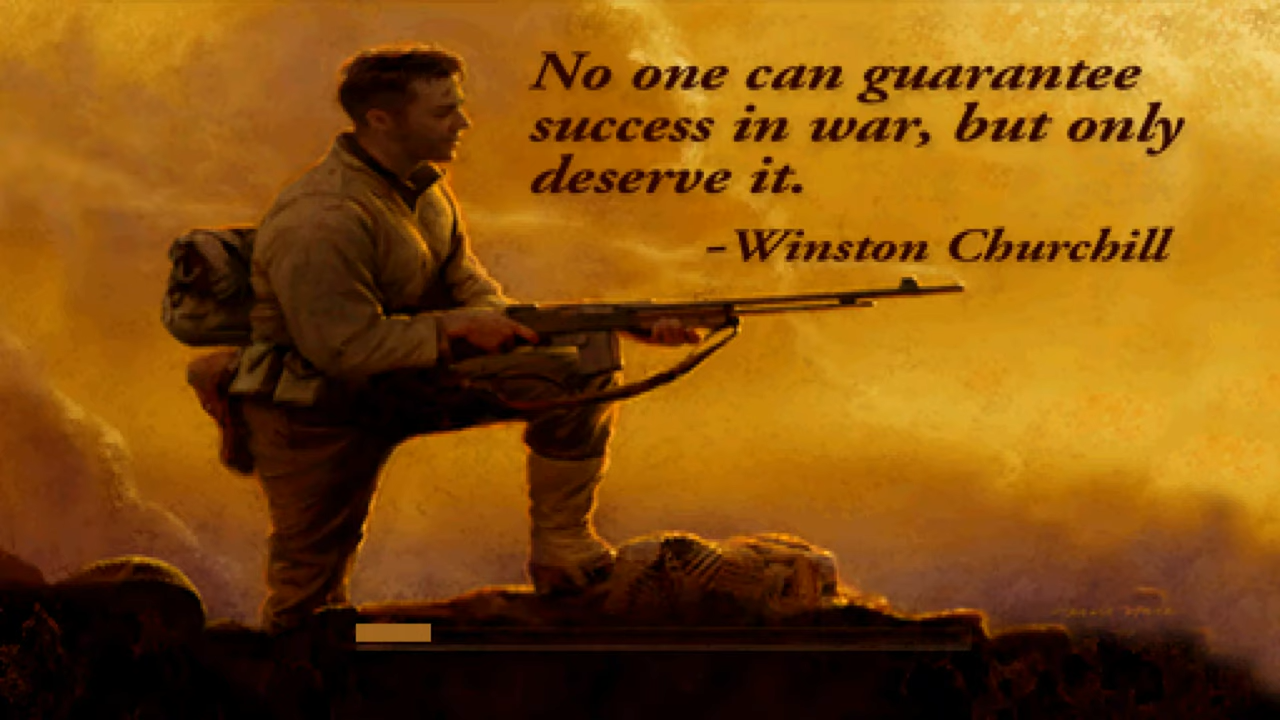 No one can guarantee
success in war, but only
deserve it.
-Winston Churchill